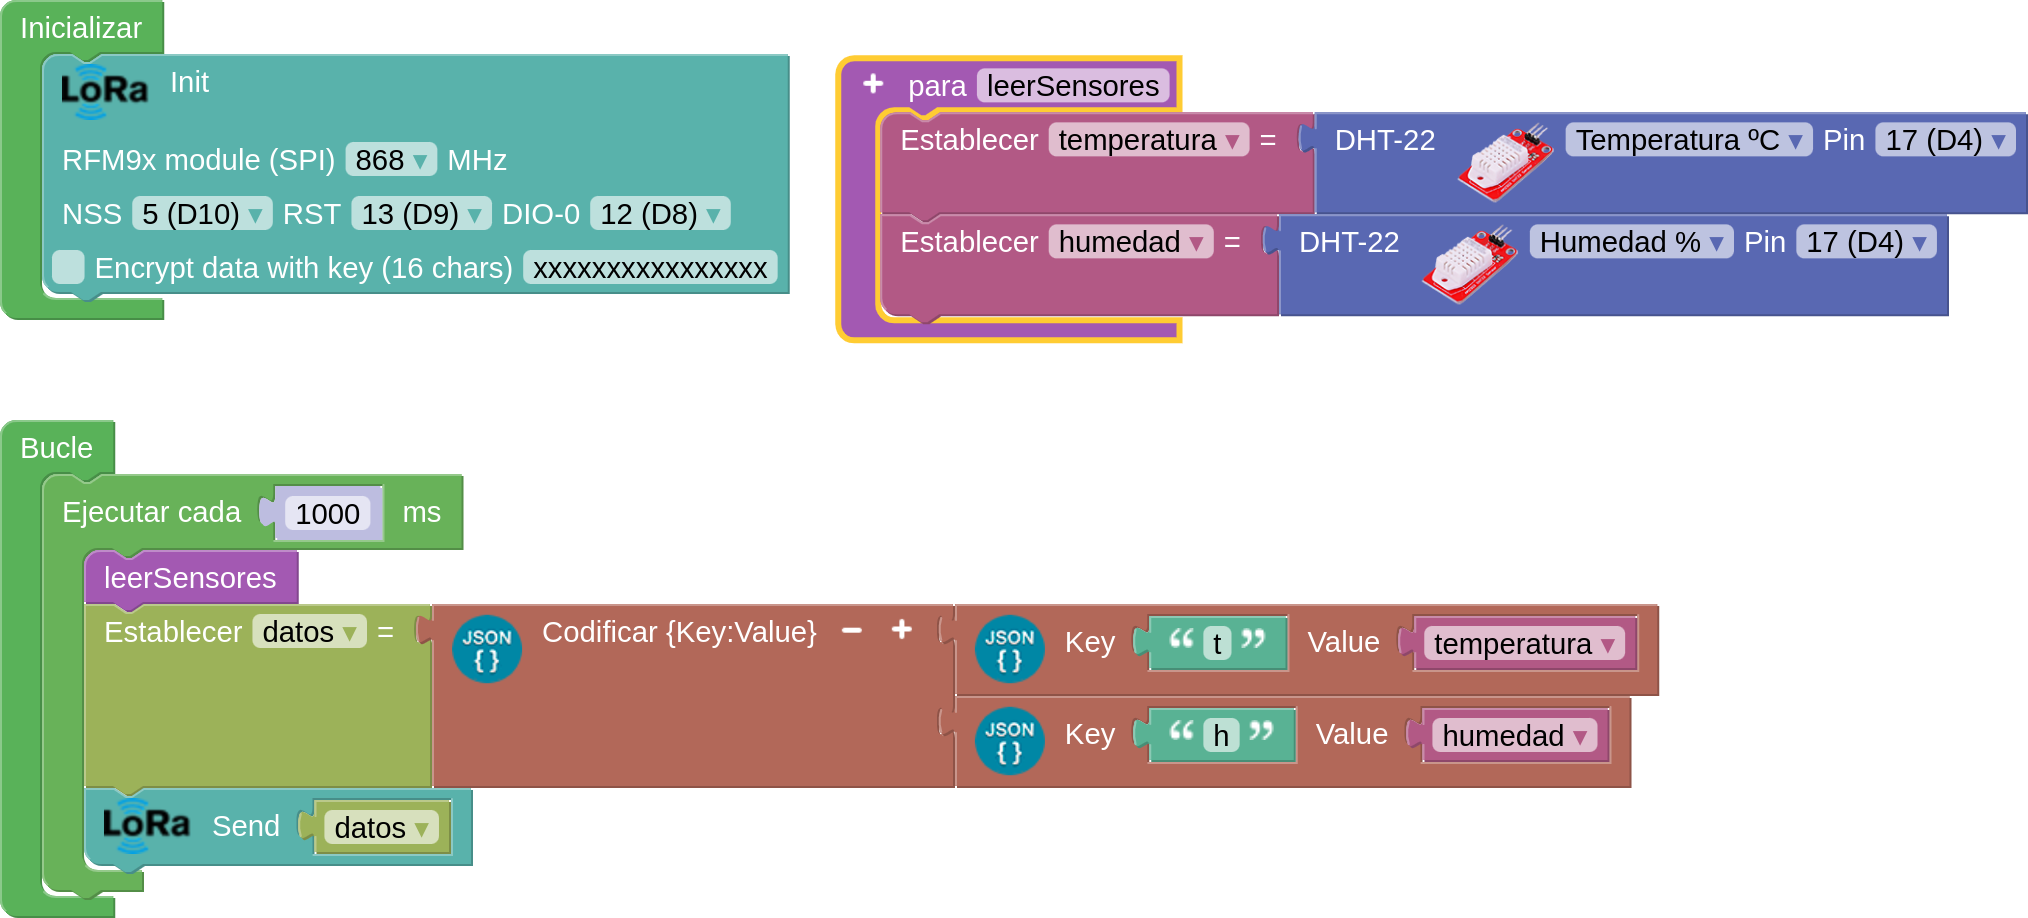 Inicializar
LoRa Init
RFM9x module (SPI) 868 ▾ MHz
NSS 5 (D10) ▾ RST 13 (D9) ▾ DIO-0 12 (D8) ▾
Encrypt data with key (16 chars) xxxxxxxxxxxxxxxx
+ para leerSensores
Establecer temperatura ▾ = DHT-22 Temperatura ºC ▾ Pin 17 (D4) ▾
Establecer humedad ▾ = DHT-22 Humedad % ▾ Pin 17 (D4) ▾
Bucle
Ejecutar cada 1000 ms
leerSensores
Establecer datos ▾ = JSON { } Codificar {Key:Value} − + JSON { } Key “ t ” Value temperatura ▾
JSON { } Key “ h ” Value humedad ▾
LoRa Send datos ▾